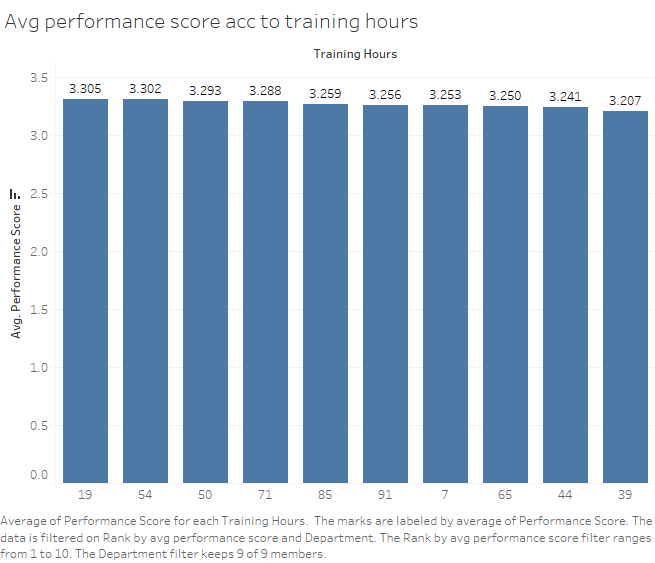 Avg performance score acc to training hours
Training Hours
3.5
3.305 3.302 3.293 3.288 3.259 3.256 3.253 3.250 3.241 3.207
3.0
2.5
2.0
1.5
1.0
0.5
0.0
Avg. Performance Score
19 54 50 71 85 91 7 65 44 39
Average of Performance Score for each Training Hours.  The marks are labeled by average of Performance Score. The
data is filtered on Rank by avg performance score and Department. The Rank by avg performance score filter ranges
from 1 to 10. The Department filter keeps 9 of 9 members.